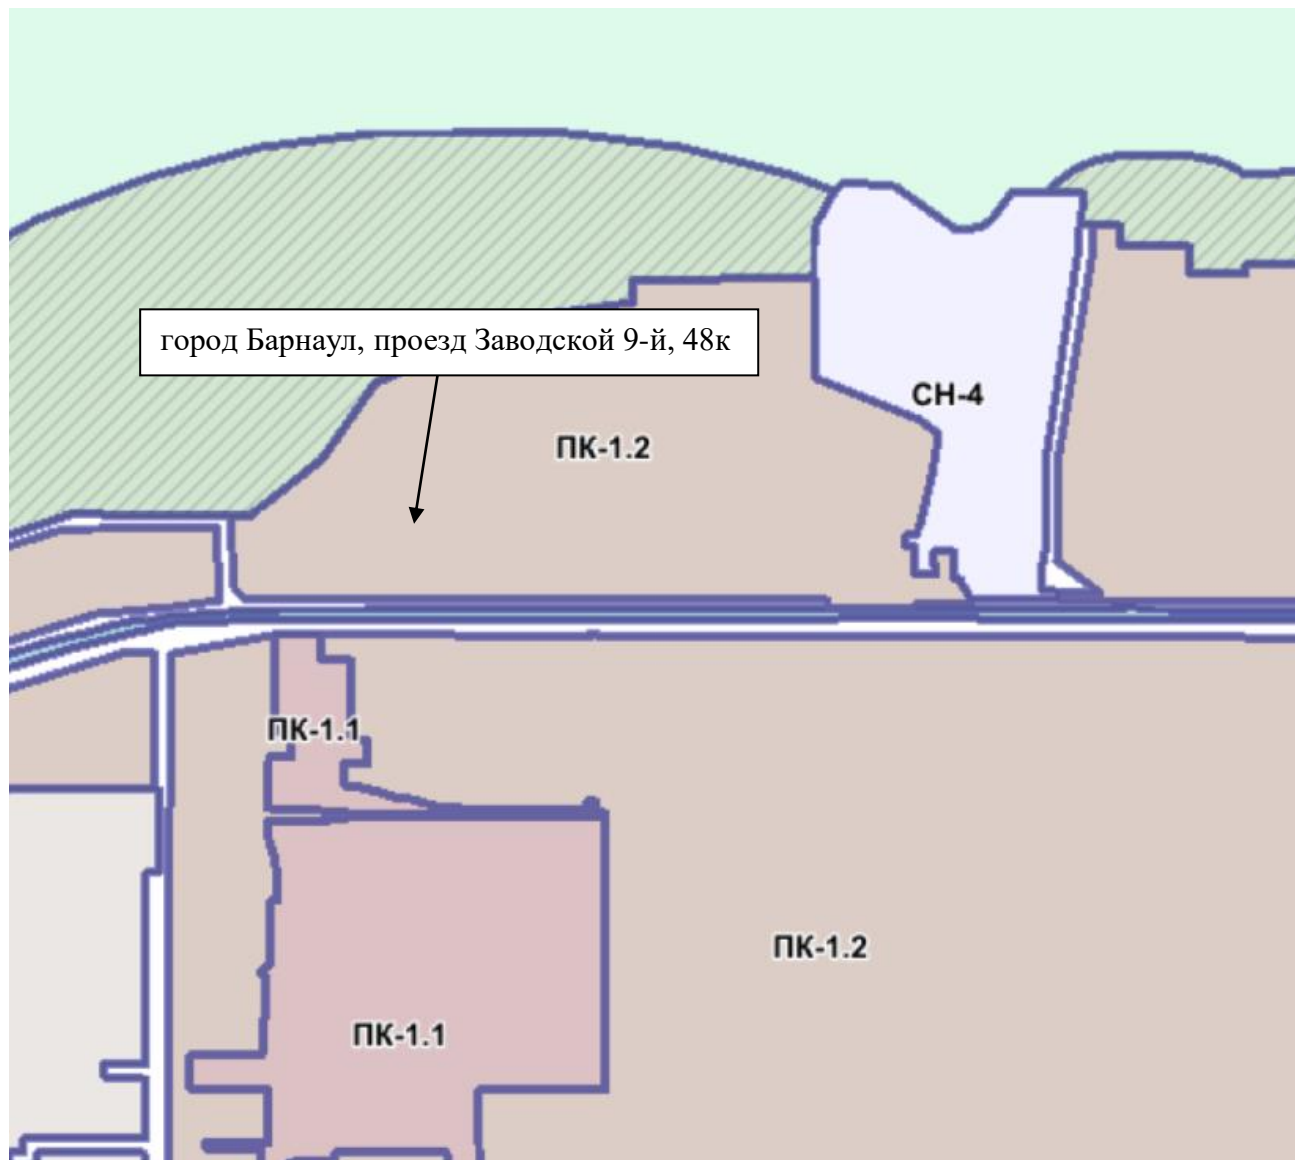 город Барнаул, проезд Заводской 9-й, 48к
СН-4
ПК-1.2
ПК-1.1
ПК-1.2
ПК-1.1